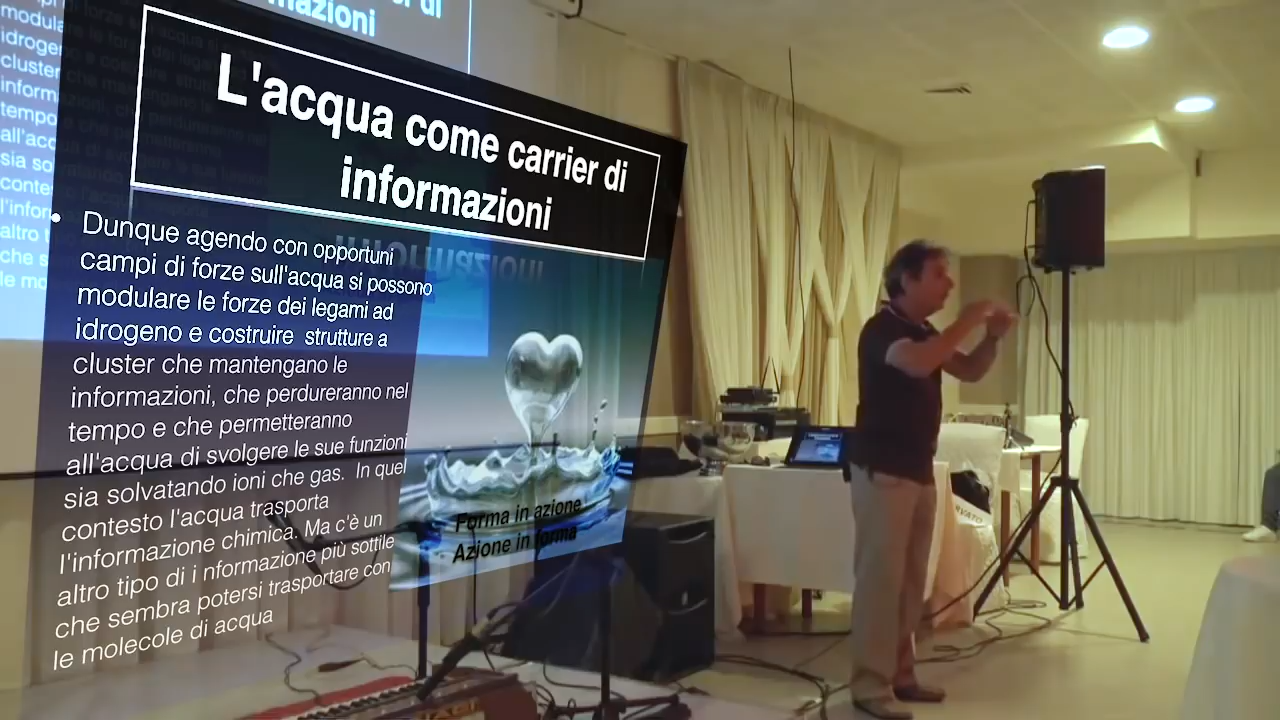 L'acqua come carrier di
informazioni
• Dunque agendo con opportuni
campi di forze sull'acqua si possono
modulare le forze dei legami ad
idrogeno e costruire strutture a
cluster che mantengano le
informazioni, che perdureranno nel
tempo e che permetteranno
all'acqua di svolgere le sue funzioni
sia solvatando ioni che gas. In quel
contesto l'acqua trasporta
l'informazione chimica. Ma c'è un
altro tipo di i nformazione più sottile
che sembra potersi trasportare con
le molecole di acqua
Forma in azione
Azione in forma